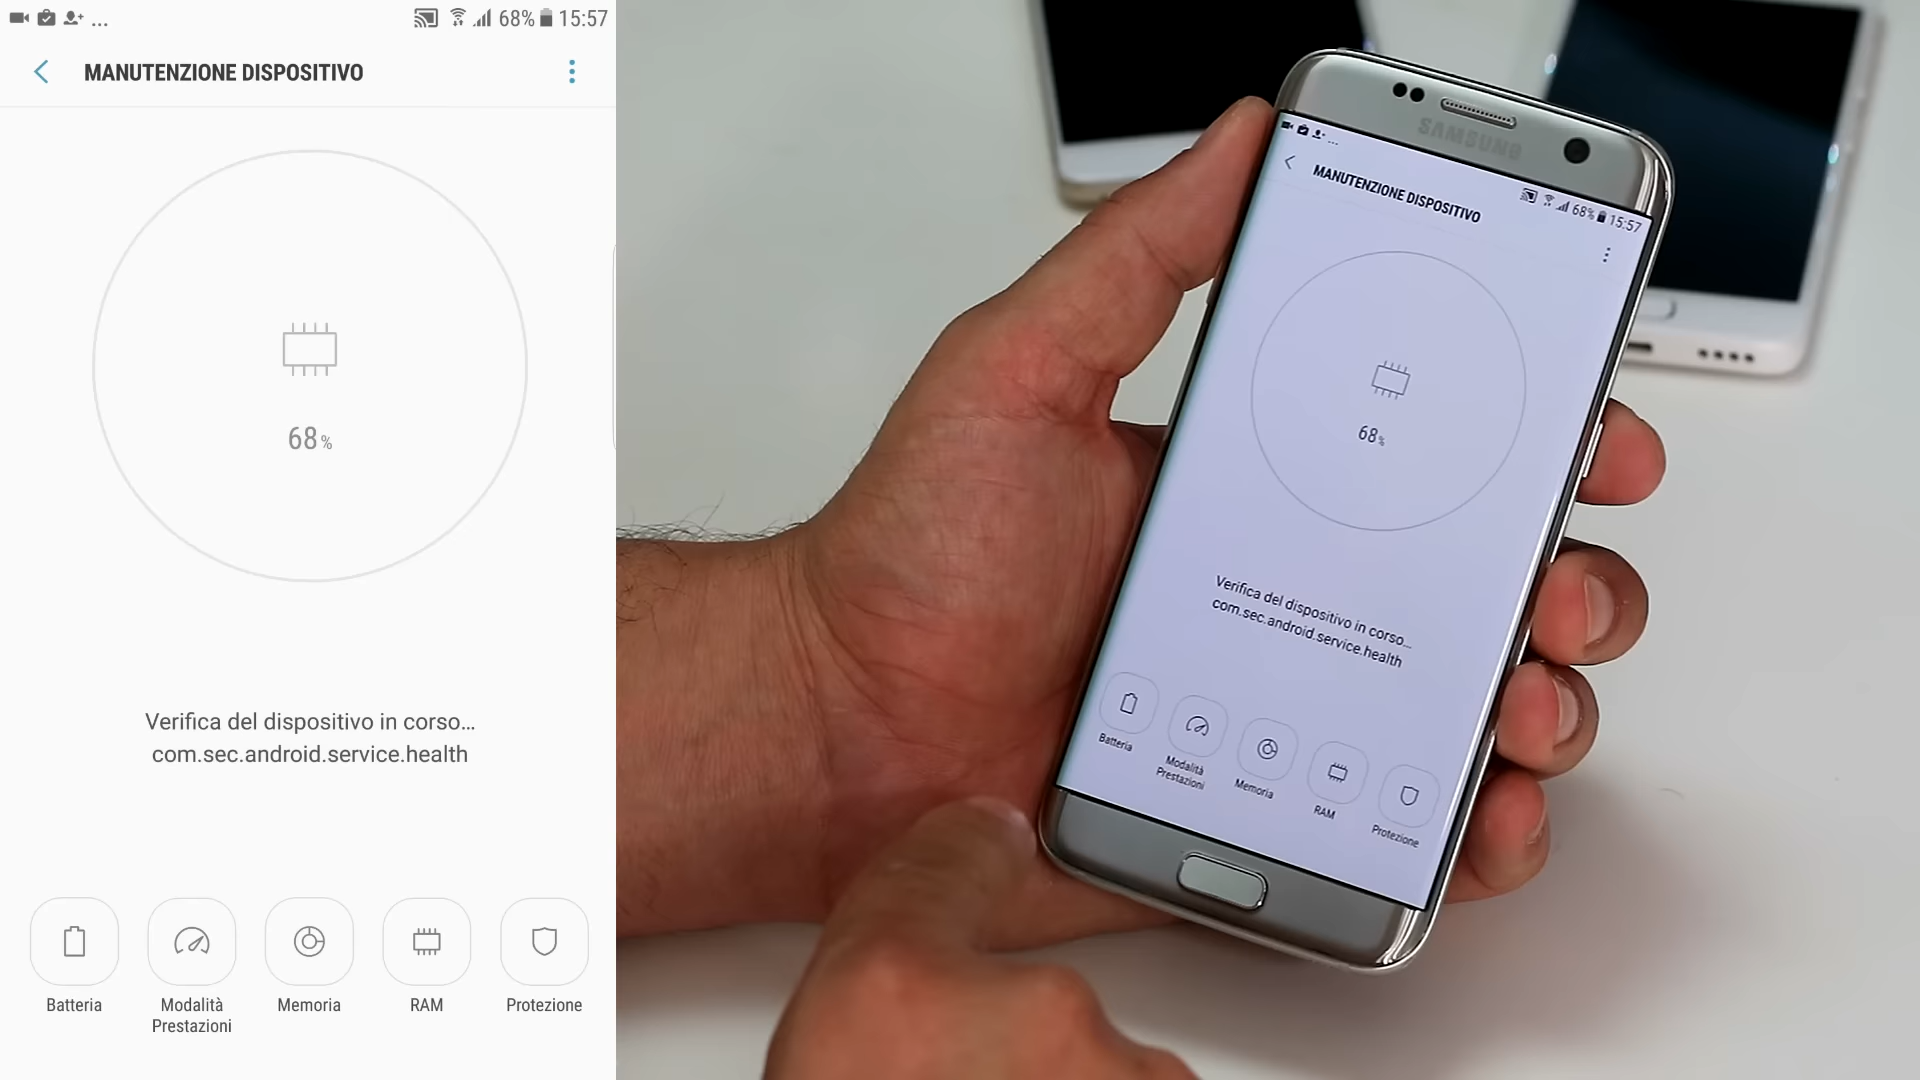 ... 68% 15:57
MANUTENZIONE DISPOSITIVO
68%
Verifica del dispositivo in corso...
com.sec.android.service.health
Batteria
Modalità
Prestazioni
Memoria
RAM
Protezione
SAMSUNG
... 68% 15:57
MANUTENZIONE DISPOSITIVO
68%
Verifica del dispositivo in corso...
com.sec.android.service.health
Batteria
Modalità
Prestazioni
Memoria
RAM
Protezione